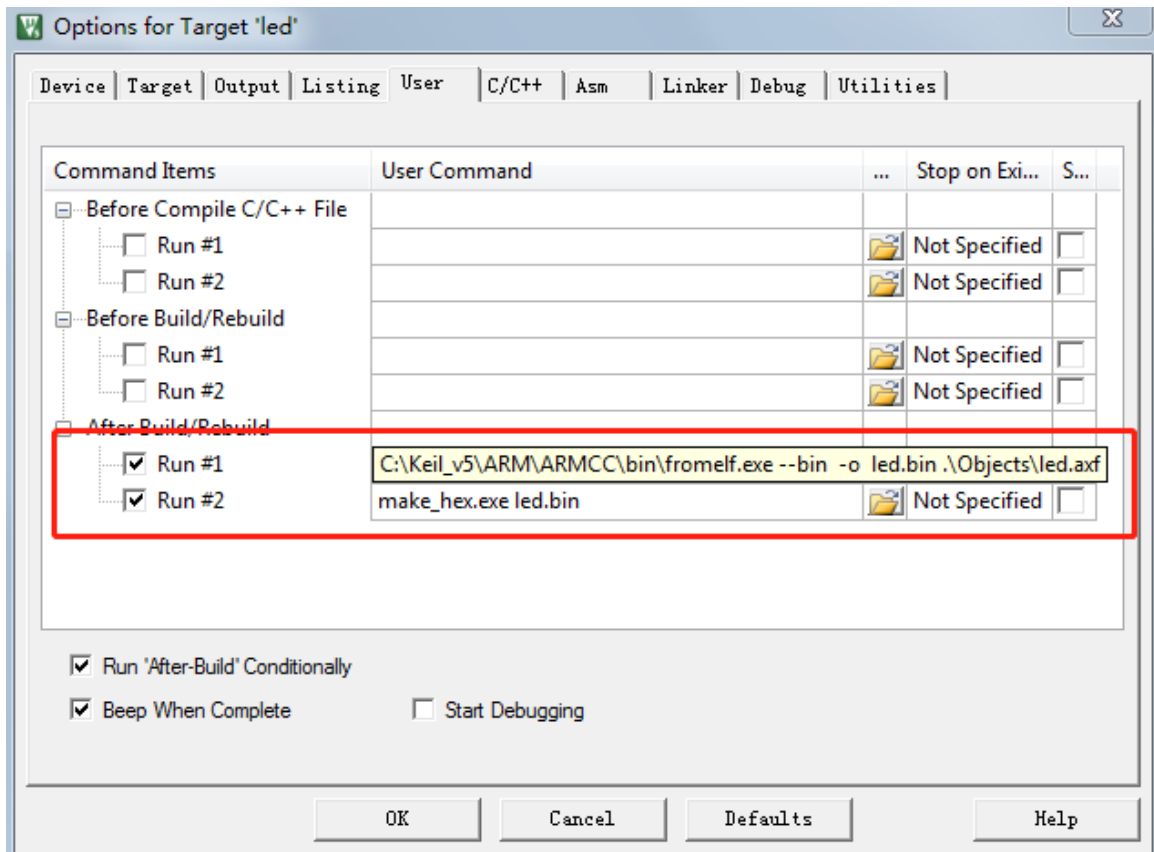 Options for Target 'led'
Device Target Output Listing User C/C++ Asm Linker Debug Utilities
Command Items User Command ... Stop on Exi... S...
Before Compile C/C++ File
Run #1 Not Specified
Run #2 Not Specified
Before Build/Rebuild
Run #1 Not Specified
Run #2 Not Specified
After Build/Rebuild
Run #1 C:\Keil_v5\ARM\ARMCC\bin\fromelf.exe --bin -o led.bin .\Objects\led.axf
Run #2 make_hex.exe led.bin Not Specified
Run 'After-Build' Conditionally
Beep When Complete Start Debugging
OK Cancel Defaults Help